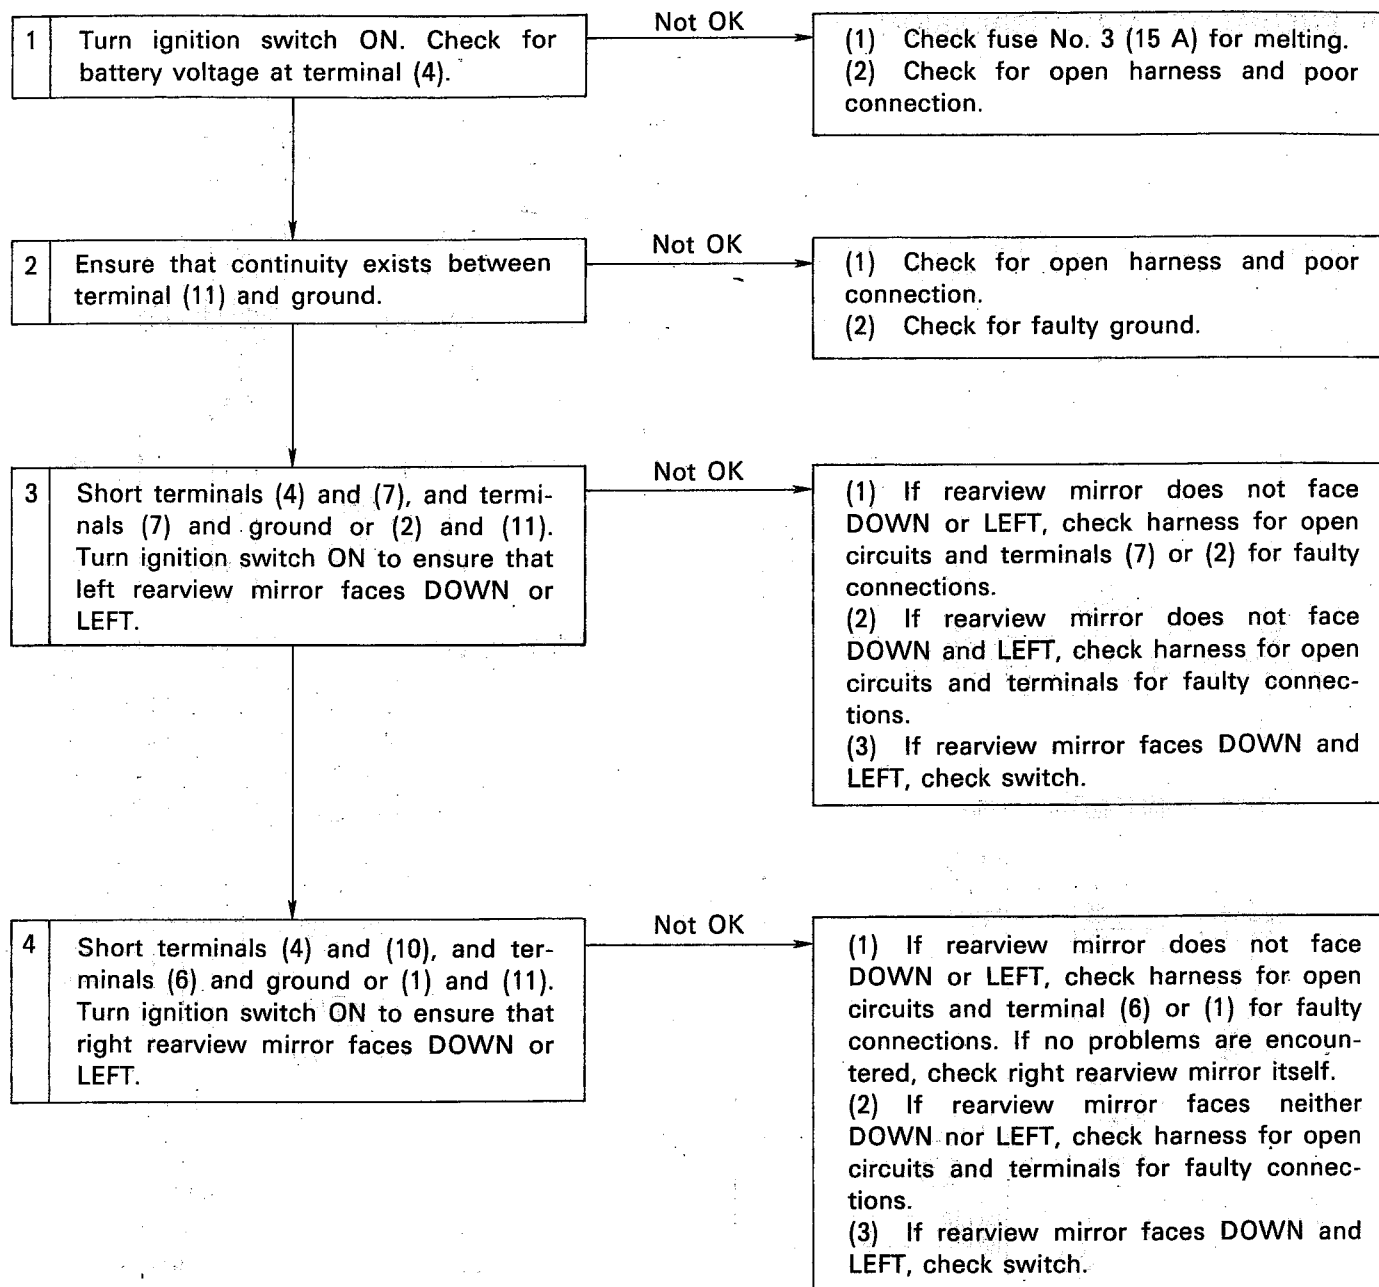 1
Turn ignition switch ON. Check for
battery voltage at terminal (4).
Not OK
(1) Check fuse No. 3 (15 A) for melting.
(2) Check for open harness and poor
connection.
2
Ensure that continuity exists between
terminal (11) and ground.
Not OK
(1) Check for open harness and poor
connection.
(2) Check for faulty ground.
3
Short terminals (4) and (7), and termi-
nals (7) and ground or (2) and (11).
Turn ignition switch ON to ensure that
left rearview mirror faces DOWN or
LEFT.
Not OK
(1) If rearview mirror does not face
DOWN or LEFT, check harness for open
circuits and terminals (7) or (2) for faulty
connections.
(2) If rearview mirror does not face
DOWN and LEFT, check harness for open
circuits and terminals for faulty connec-
tions.
(3) If rearview mirror faces DOWN and
LEFT, check switch.
4
Short terminals (4) and (10), and ter-
minals (6) and ground or (1) and (11).
Turn ignition switch ON to ensure that
right rearview mirror faces DOWN or
LEFT.
Not OK
(1) If rearview mirror does not face
DOWN or LEFT, check harness for open
circuits and terminal (6) or (1) for faulty
connections. If no problems are encoun-
tered, check right rearview mirror itself.
(2) If rearview mirror faces neither
DOWN nor LEFT, check harness for open
circuits and terminals for faulty connec-
tions.
(3) If rearview mirror faces DOWN and
LEFT, check switch.